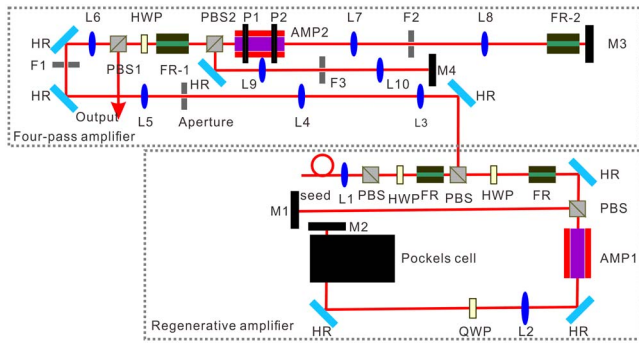 L6 HWP PBS2 P1 P2 L7 F2 L8 FR-2
HR AMP2 M3
F1 PBS1 FR-1 F3 M4
HR HR L9 L10 HR
Output L5 Aperture L4 L3
Four-pass amplifier
seed L1 PBS HWP FR PBS HWP FR HR
M1 PBS
M2
Pockels cell AMP1
HR QWP L2 HR
Regenerative amplifier